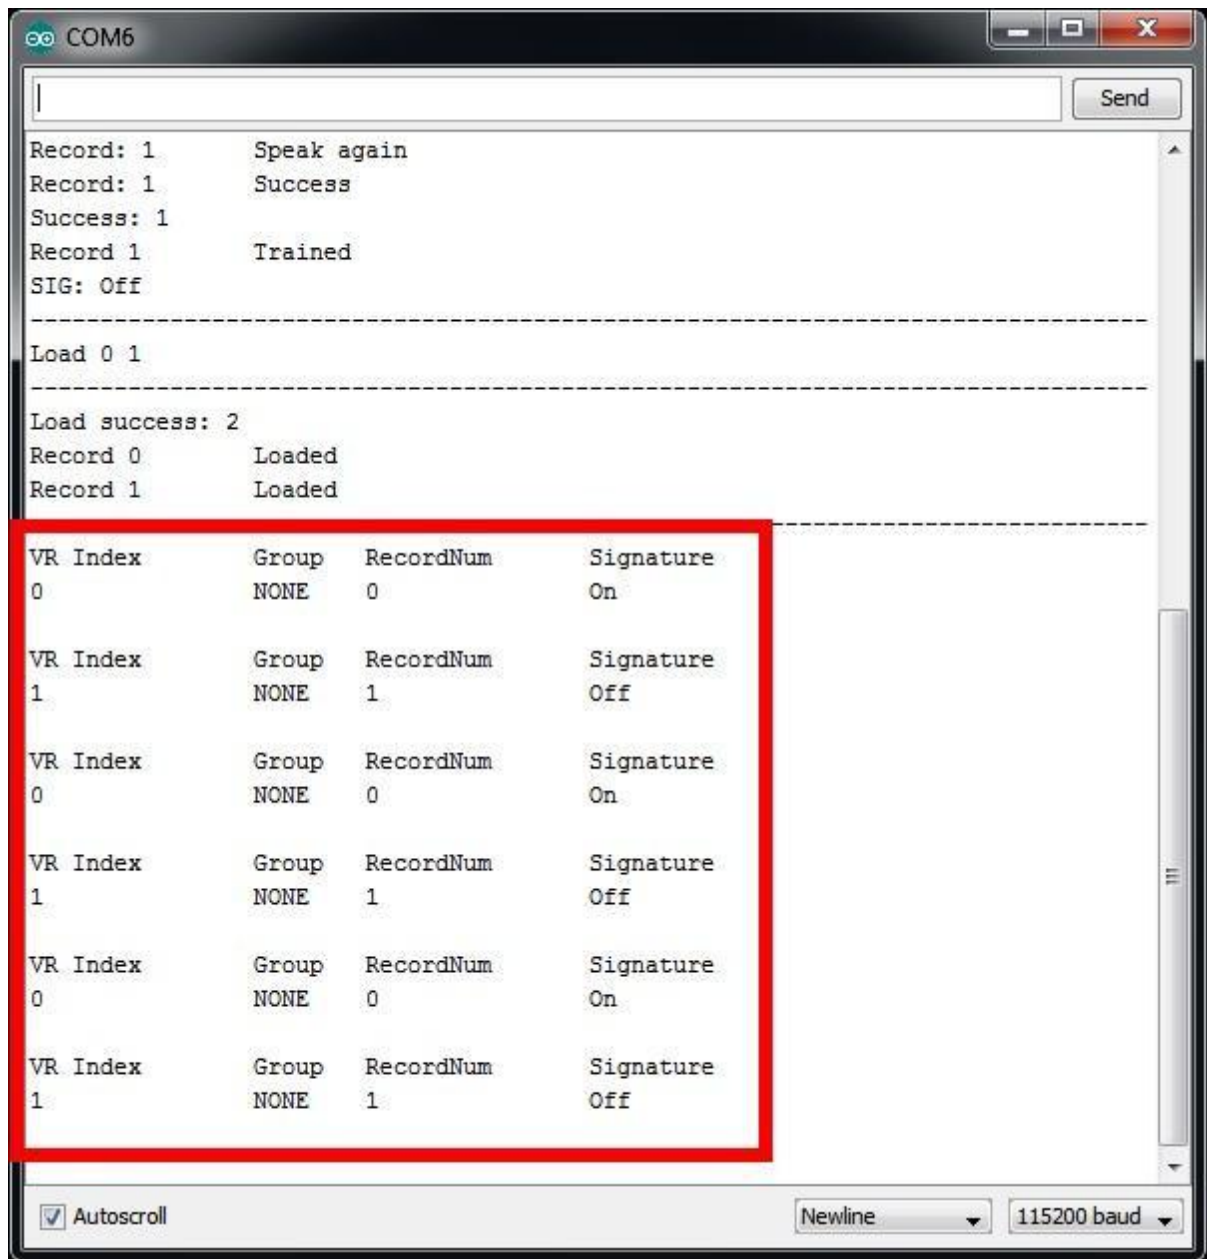 COM6
Send
Record: 1 Speak again
Record: 1 Success
Success: 1
Record 1 Trained
SIG: Off
--------------------------------------------------------------------------------
Load 0 1
--------------------------------------------------------------------------------
Load success: 2
Record 0 Loaded
Record 1 Loaded
---------------------------
VR Index Group RecordNum Signature
0 NONE 0 On
VR Index Group RecordNum Signature
1 NONE 1 Off
VR Index Group RecordNum Signature
0 NONE 0 On
VR Index Group RecordNum Signature
1 NONE 1 Off
VR Index Group RecordNum Signature
0 NONE 0 On
VR Index Group RecordNum Signature
1 NONE 1 Off
Autoscroll Newline 115200 baud